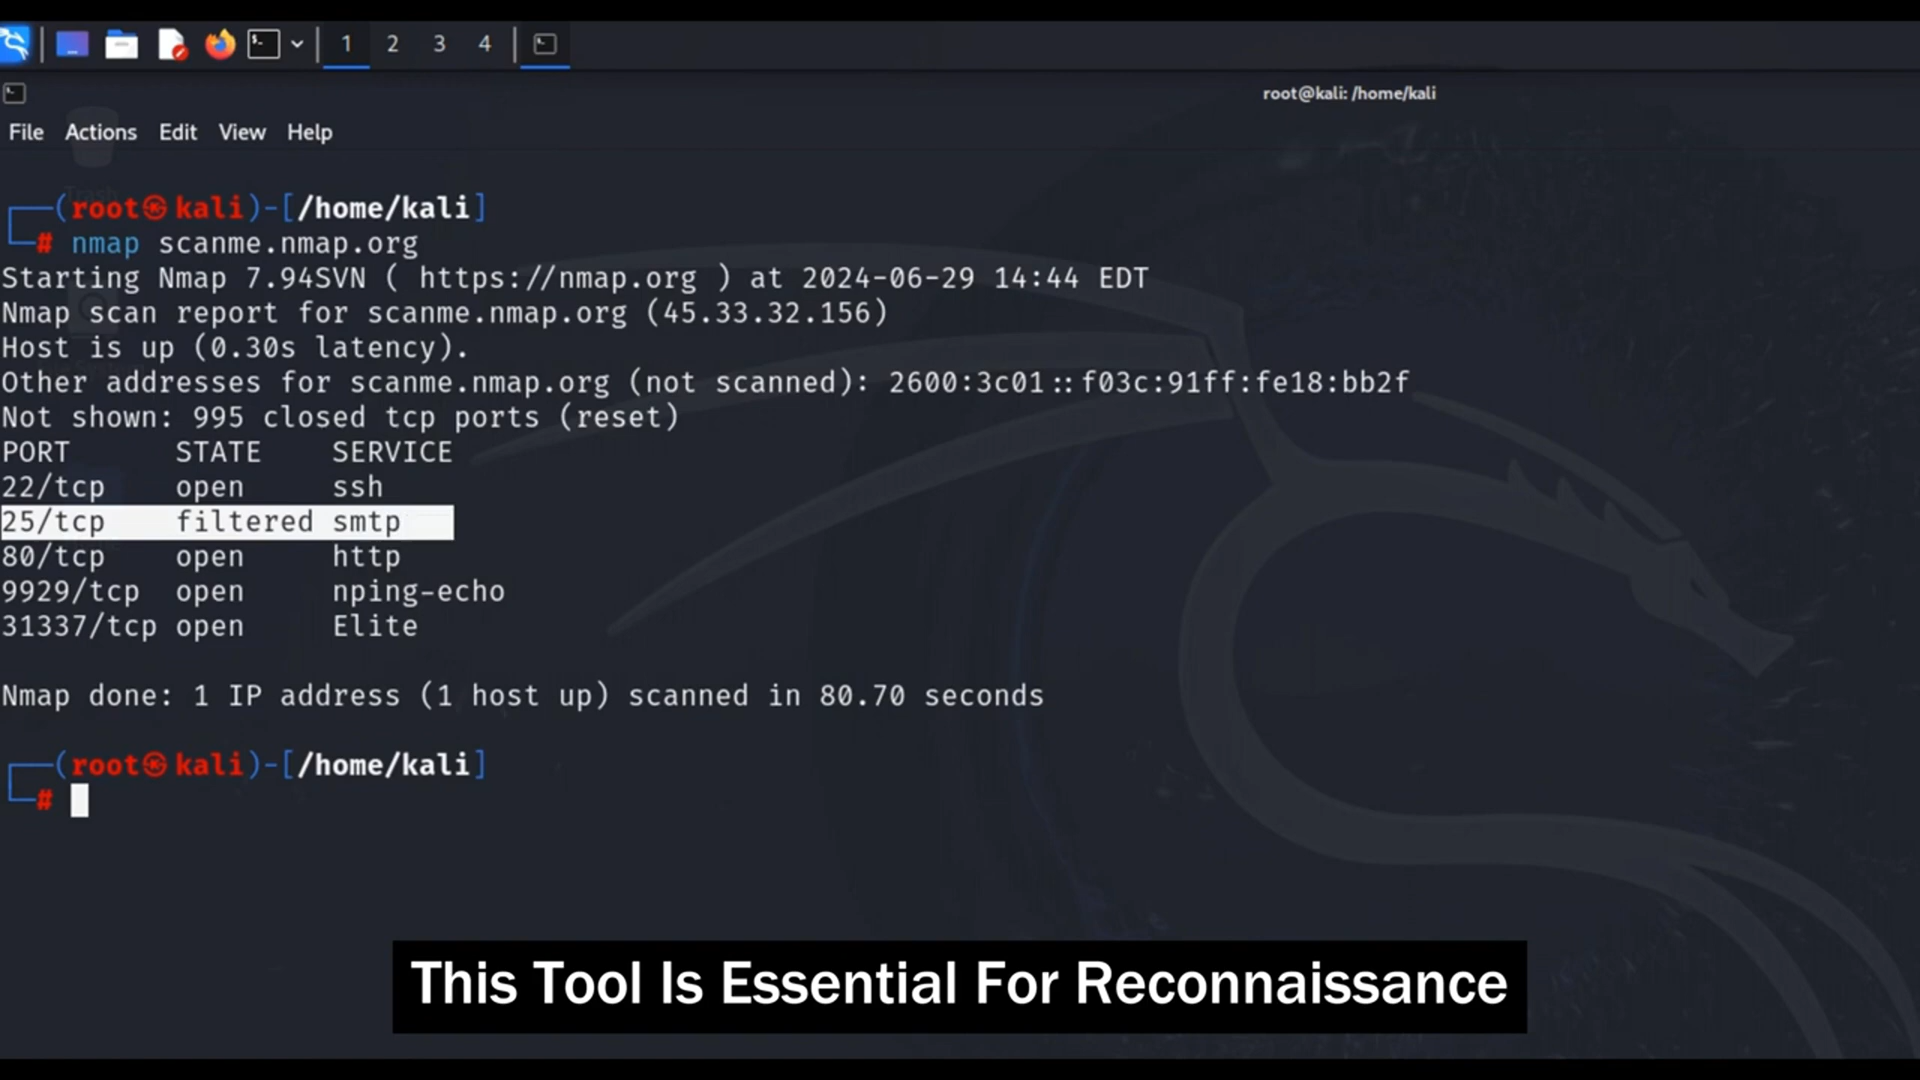 1 2 3 4
root@kali: /home/kali
File Actions Edit View Help
Trash
(root㉿kali)-[/home/kali]
# nmap scanme.nmap.org
Starting Nmap 7.94SVN ( https://nmap.org ) at 2024-06-29 14:44 EDT
Nmap scan report for scanme.nmap.org (45.33.32.156)
Host is up (0.30s latency).
Other addresses for scanme.nmap.org (not scanned): 2600:3c01::f03c:91ff:fe18:bb2f
Not shown: 995 closed tcp ports (reset)
PORT STATE SERVICE
22/tcp open ssh
25/tcp filtered smtp
80/tcp open http
9929/tcp open nping-echo
31337/tcp open Elite
Nmap done: 1 IP address (1 host up) scanned in 80.70 seconds
(root㉿kali)-[/home/kali]
#
This Tool Is Essential For Reconnaissance